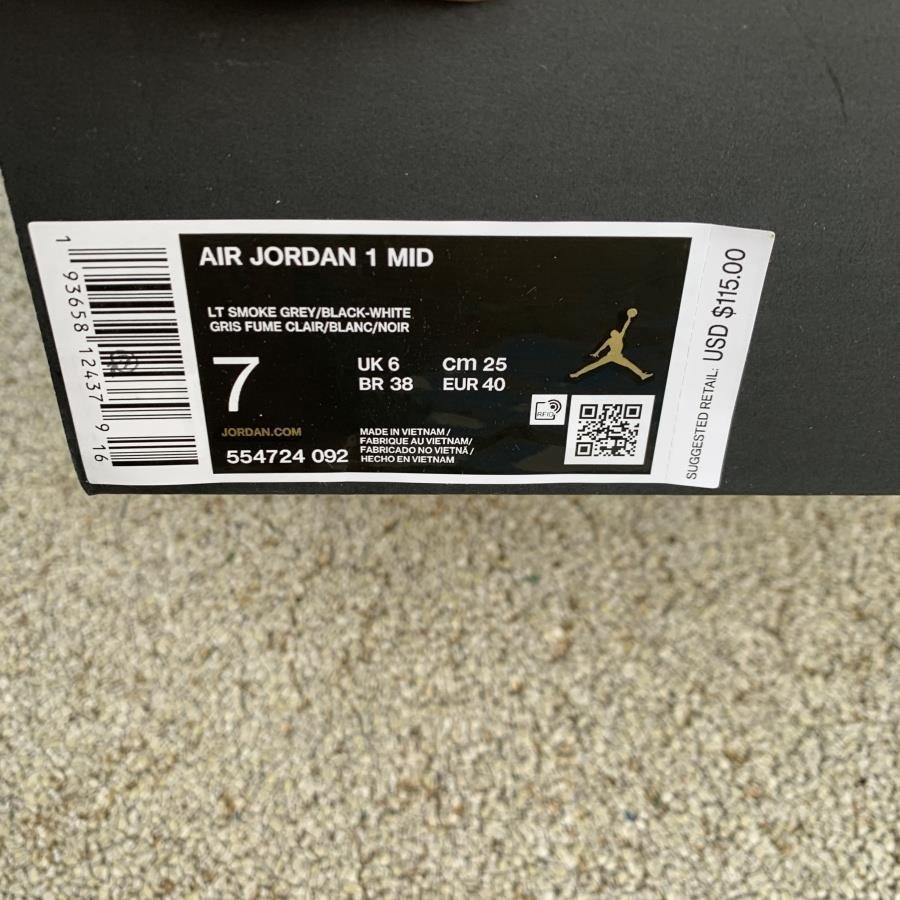 AIR JORDAN 1 MID
LT SMOKE GREY/BLACK-WHITE
GRIS FUME CLAIR/BLANC/NOIR
7
UK 6
cm 25
BR 38
EUR 40
JORDAN.COM
554724 092
MADE IN VIETNAM/
FABRIQUE AU VIETNAM/
FABRICADO NO VIETNÃ/
HECHO EN VIETNAM
RFID
SUGGESTED RETAIL: USD $115.00
1 93658 12437 9 16